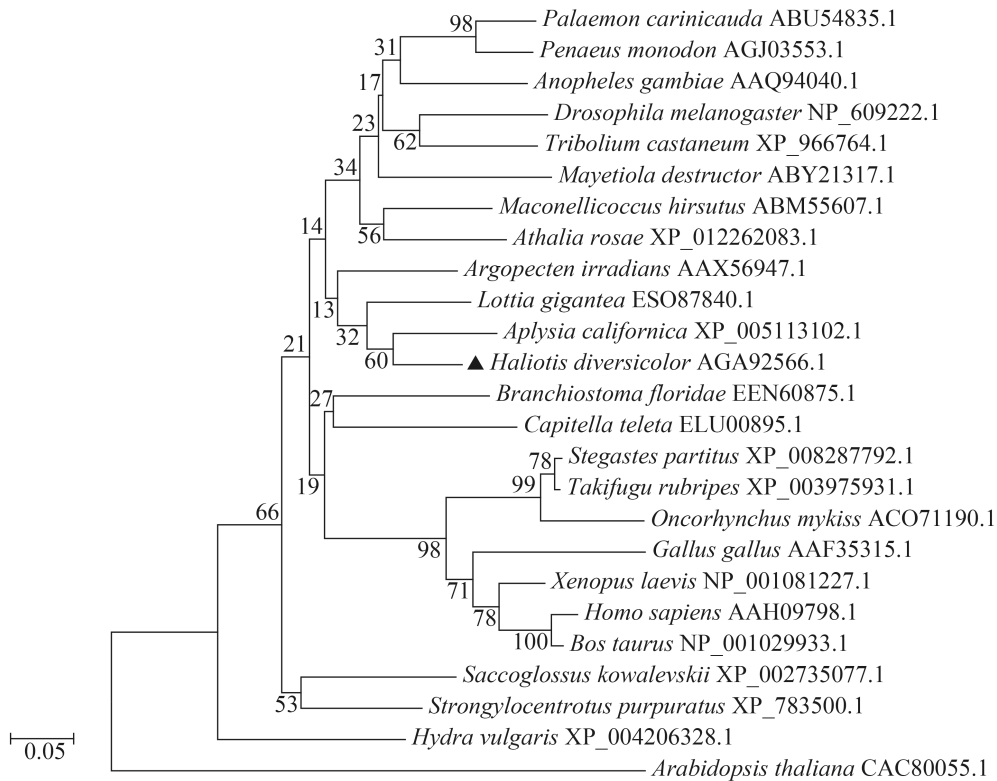 98
Palaemon carinicauda ABU54835.1
31
Penaeus monodon AGJ03553.1
17
Anopheles gambiae AAQ94040.1
23
Drosophila melanogaster NP_609222.1
62
Tribolium castaneum XP_966764.1
34
Mayetiola destructor ABY21317.1
Maconellicoccus hirsutus ABM55607.1
14
56
Athalia rosae XP_012262083.1
Argopecten irradians AAX56947.1
13
Lottia gigantea ESO87840.1
32
Aplysia californica XP_005113102.1
21
60
▲ Haliotis diversicolor AGA92566.1
27
Branchiostoma floridae EEN60875.1
Capitella teleta ELU00895.1
78
Stegastes partitus XP_008287792.1
19
99
Takifugu rubripes XP_003975931.1
66
Oncorhynchus mykiss ACO71190.1
98
Gallus gallus AAF35315.1
71
Xenopus laevis NP_001081227.1
78
Homo sapiens AAH09798.1
100
Bos taurus NP_001029933.1
Saccoglossus kowalevskii XP_002735077.1
53
Strongylocentrotus purpuratus XP_783500.1
Hydra vulgaris XP_004206328.1
0.05
Arabidopsis thaliana CAC80055.1